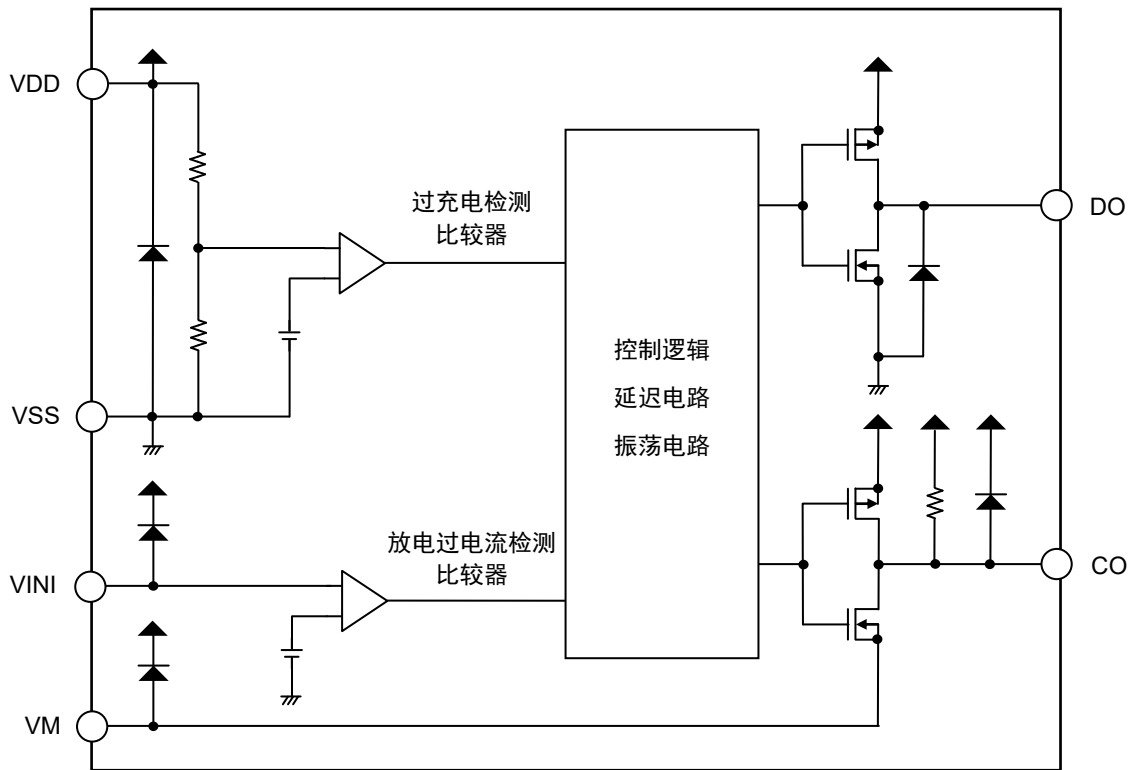 VDD
过充电检测
比较器
DO
控制逻辑
延迟电路
振荡电路
VSS
放电过电流检测
比较器
VINI
CO
VM